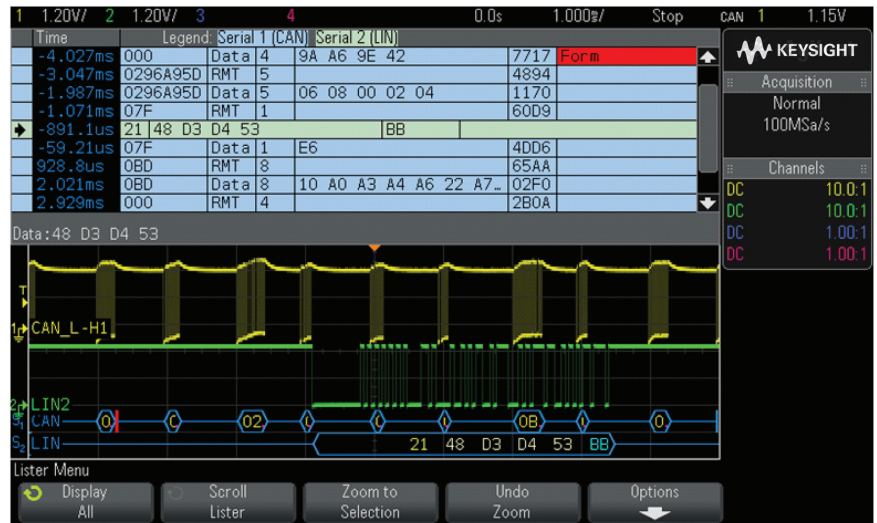 1 1.20V/ 2 1.20V/ 3 4 0.0s 1.000ms/ Stop CAN 1 1.15V
Time Legend: Serial 1 (CAN) Serial 2 (LIN)
-4.027ms 000 Data 4 9A A6 9E 42 7717 Form
-3.047ms 0296A95D RMT 5 4894
-1.987ms 0296A95D Data 5 06 08 00 02 04 1170
-1.071ms 07F RMT 1 60D9
-891.1us 21 48 D3 D4 53 BB
-59.21us 07F Data 1 E6 4DD6
928.8us 0BD RMT 8 65AA
2.021ms 0BD Data 8 10 A0 A3 A4 A6 22 A7… 02F0
2.929ms 000 RMT 4 2B0A
KEYSIGHT
Acquisition
Normal
100MSa/s
Channels
DC 10.0:1
DC 10.0:1
DC 1.00:1
DC 1.00:1
Data:48 D3 D4 53
T
1 CAN_L-H1
2 LIN2
S1 CAN 0 C 02 C C 0B 0
S2 LIN 21 48 D3 D4 53 BB
Lister Menu
Display
All
Scroll
Lister
Zoom to
Selection
Undo
Zoom
Options